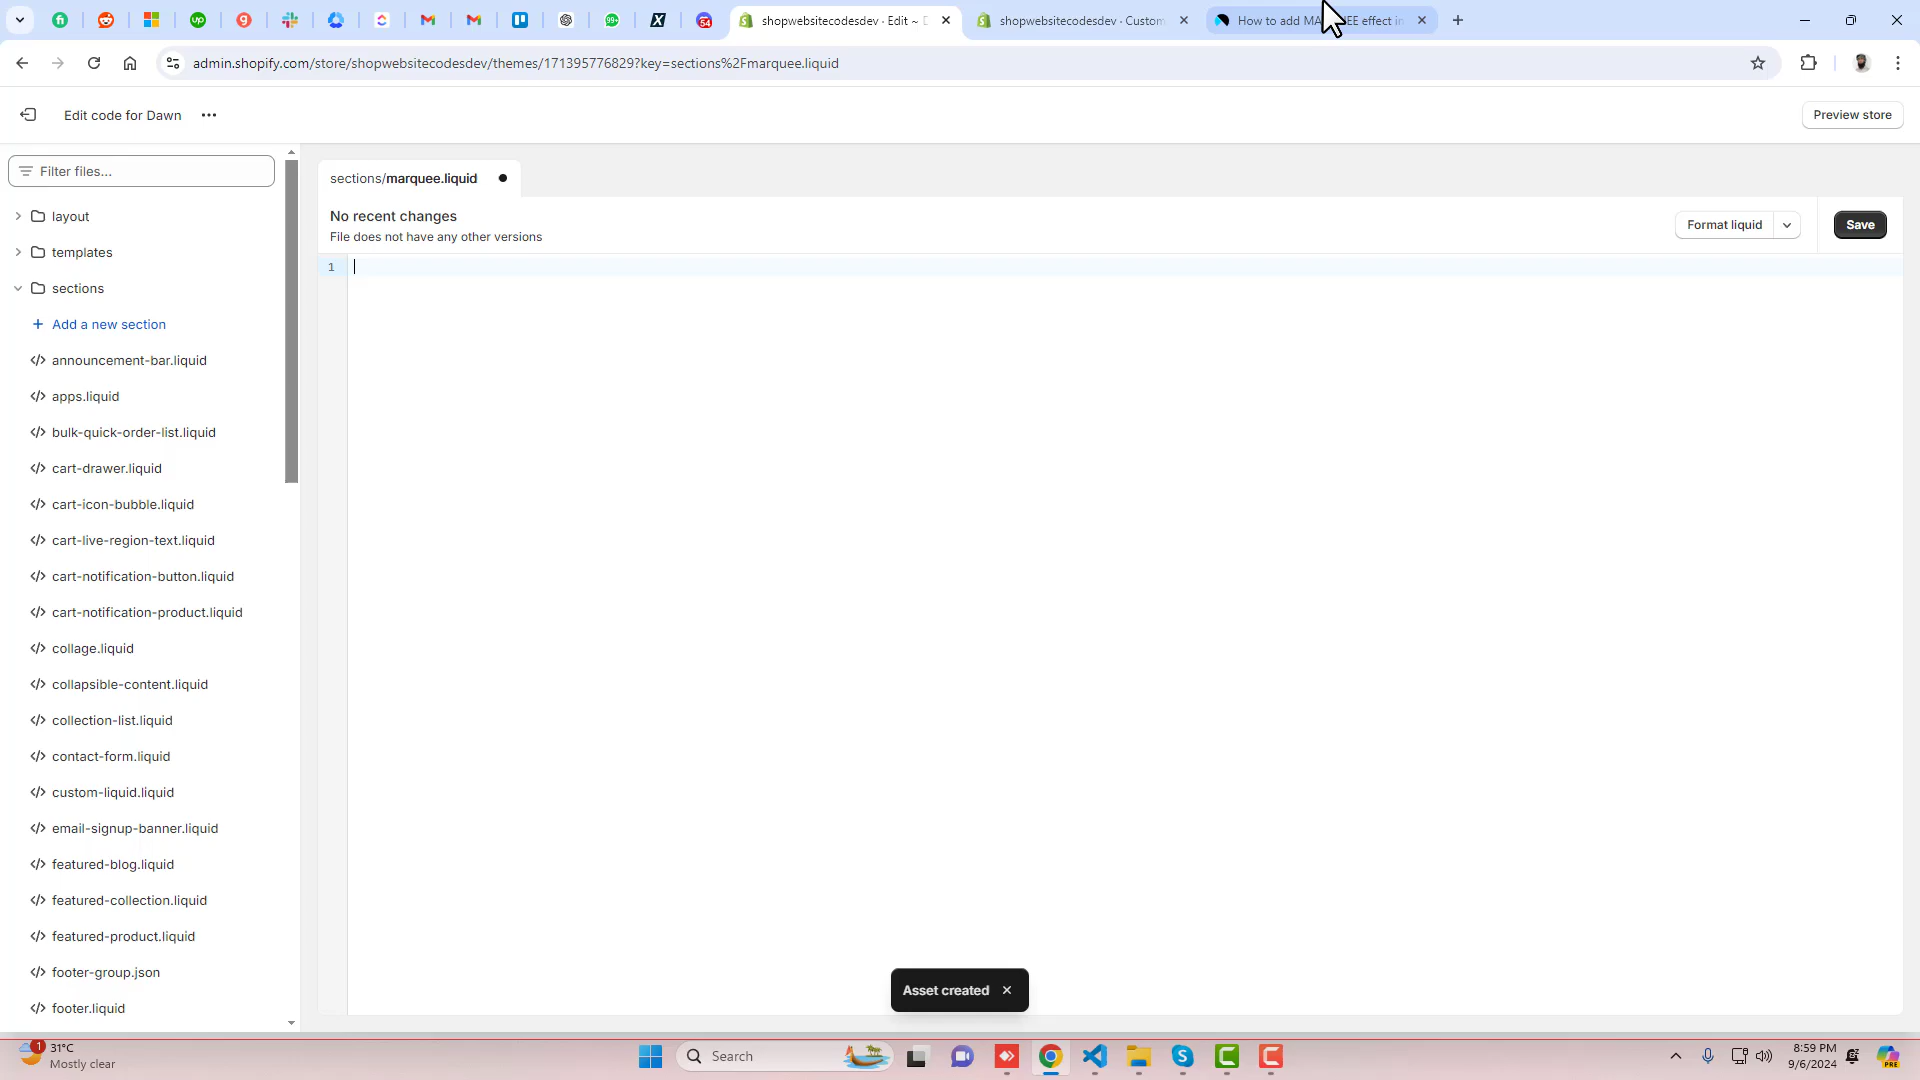 shopwebsitecodesdev - Edit ~
shopwebsitecodesdev - Custom
How to add MA EE effect in
admin.shopify.com/store/shopwebsitecodesdev/themes/171395776829?key=sections%2Fmarquee.liquid
Edit code for Dawn
Preview store
Filter files...
sections/marquee.liquid
No recent changes
File does not have any other versions
Format liquid
Save
1
layout
templates
sections
+ Add a new section
announcement-bar.liquid
apps.liquid
bulk-quick-order-list.liquid
cart-drawer.liquid
cart-icon-bubble.liquid
cart-live-region-text.liquid
cart-notification-button.liquid
cart-notification-product.liquid
collage.liquid
collapsible-content.liquid
collection-list.liquid
contact-form.liquid
custom-liquid.liquid
email-signup-banner.liquid
featured-blog.liquid
featured-collection.liquid
featured-product.liquid
footer-group.json
footer.liquid
Asset created
1
31°C
Mostly clear
Search
8:59 PM
9/6/2024
PRE
up
99+
54